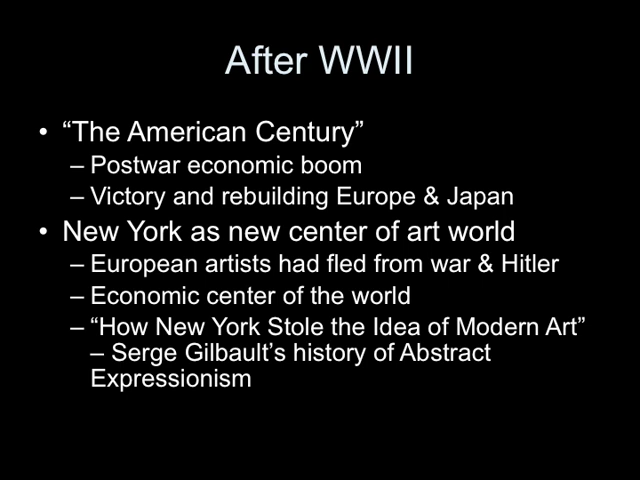 After WWII
• “The American Century”
– Postwar economic boom
– Victory and rebuilding Europe & Japan
• New York as new center of art world
– European artists had fled from war & Hitler
– Economic center of the world
– “How New York Stole the Idea of Modern Art”
– Serge Gilbault’s history of Abstract
Expressionism